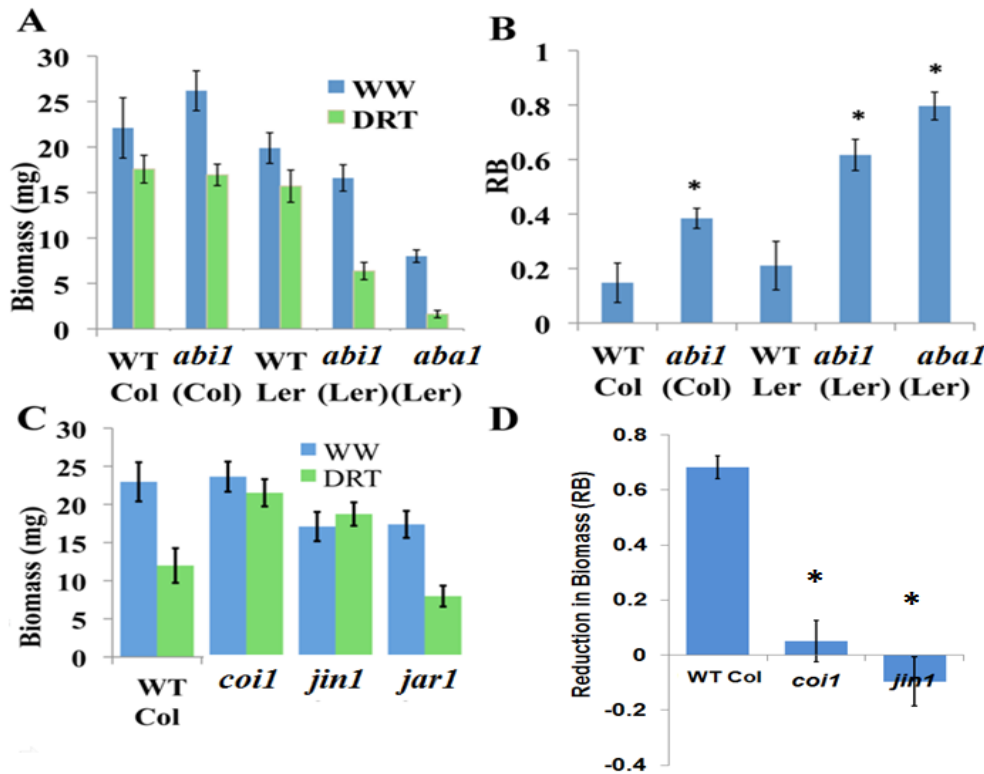 A
30
25
20
15
10
5
0
Biomass (mg)
WW
DRT
WT Col
abi1 (Col)
WT Ler
abi1 (Ler)
aba1 (Ler)
B
1
0.8
0.6
0.4
0.2
0
RB
*
*
*
WT Col
abi1 (Col)
WT Ler
abi1 (Ler)
aba1 (Ler)
C
30
25
20
15
10
5
0
Biomass (mg)
WW
DRT
WT Col
coi1
jin1
jar1
D
0.8
0.6
0.4
0.2
0
-0.2
-0.4
Reduction in Biomass (RB)
*
*
WT Col
coi1
jin1